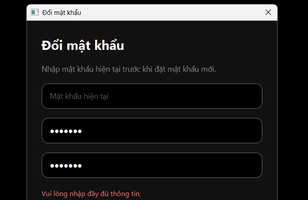 Đổi mật khẩu
Đổi mật khẩu
Nhập mật khẩu hiện tại trước khi đặt mật khẩu mới.
Mật khẩu hiện tại
•••••••
•••••••
Vui lòng nhập đầy đủ thông tin.